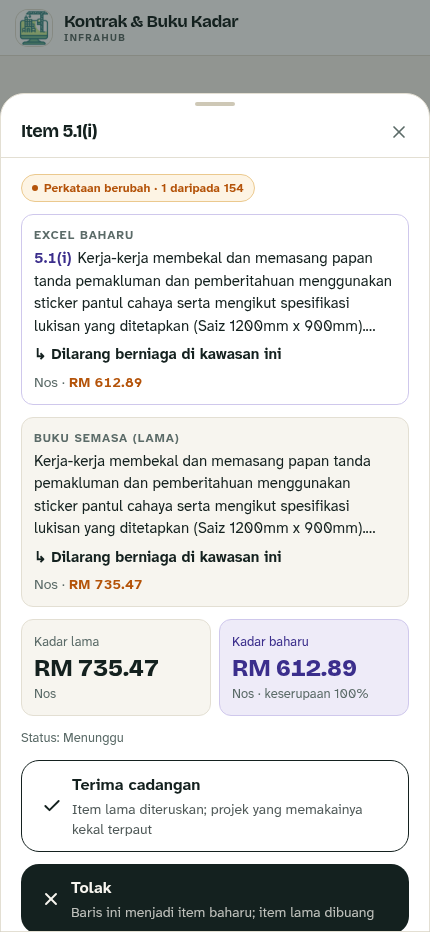 Kontrak & Buku Kadar
INFRAHUB
Item 5.1(i)
Perkataan berubah · 1 daripada 154
EXCEL BAHARU
5.1(i) Kerja-kerja membekal dan memasang papan
tanda pemakluman dan pemberitahuan menggunakan
sticker pantul cahaya serta mengikut spesifikasi
lukisan yang ditetapkan (Saiz 1200mm x 900mm)....
↳ Dilarang berniaga di kawasan ini
Nos · RM 612.89
BUKU SEMASA (LAMA)
Kerja-kerja membekal dan memasang papan tanda
pemakluman dan pemberitahuan menggunakan
sticker pantul cahaya serta mengikut spesifikasi
lukisan yang ditetapkan (Saiz 1200mm x 900mm)....
↳ Dilarang berniaga di kawasan ini
Nos · RM 735.47
Kadar lama
RM 735.47
Nos
Kadar baharu
RM 612.89
Nos · keserupaan 100%
Status: Menunggu
Terima cadangan
Item lama diteruskan; projek yang memakainya
kekal terpaut
Tolak
Baris ini menjadi item baharu; item lama dibuang